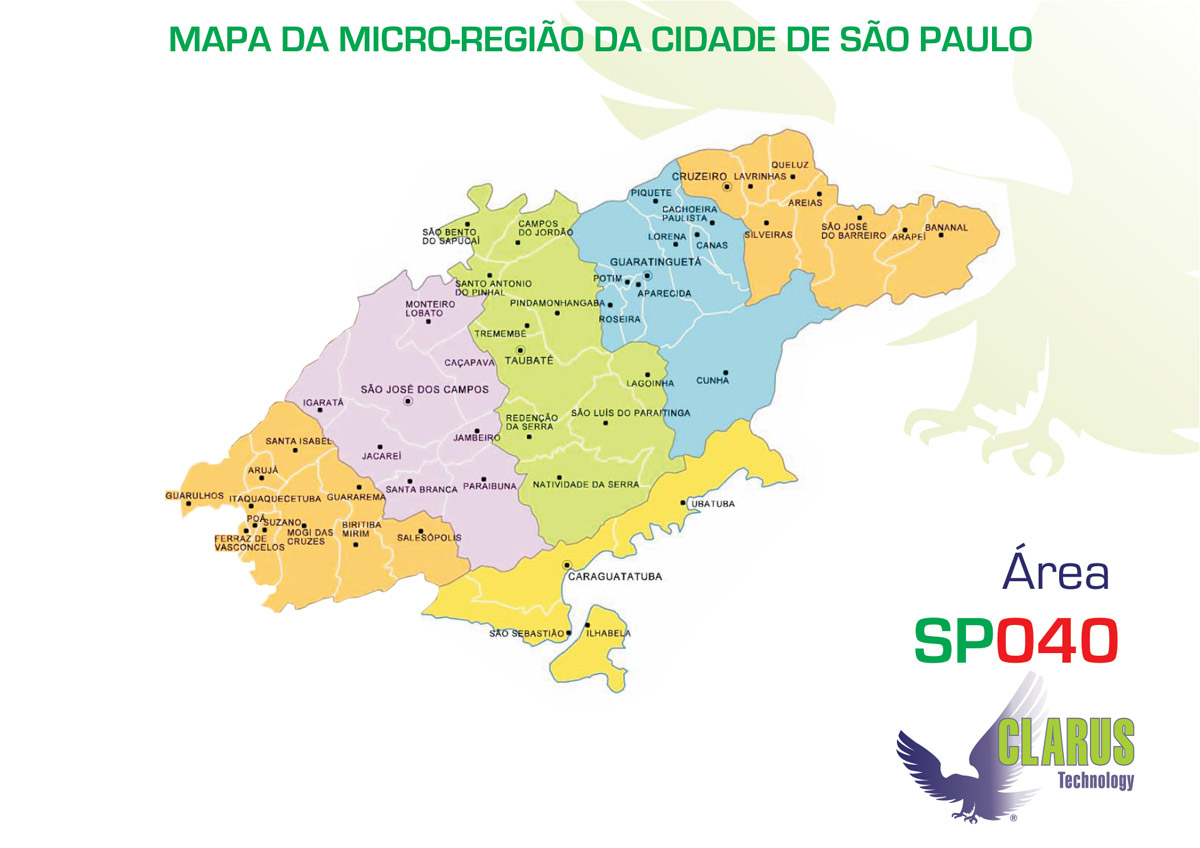 MAPA DA MICRO-REGIÃO DA CIDADE DE SÃO PAULO
QUELUZ
CRUZEIRO
LAVRINHAS
PIQUETE
AREIAS
CACHOEIRA
PAULISTA
SÃO BENTO
DO SAPUCAÍ
CAMPOS
DO JORDÃO
LORENA
CANAS
SILVEIRAS
SÃO JOSÉ
DO BARREIRO
ARAPEÍ
BANANAL
GUARATINGUETÁ
POTIM
APARECIDA
SANTO ANTONIO
DO PINHAL
PINDAMONHANGABA
ROSEIRA
MONTEIRO
LOBATO
TREMEMBÉ
CAÇAPAVA
TAUBATÉ
LAGOINHA
CUNHA
SÃO JOSÉ DOS CAMPOS
IGARATÁ
REDENÇÃO
DA SERRA
SÃO LUÍS DO PARAITINGA
SANTA ISABEL
JAMBEIRO
JACAREÍ
ARUJÁ
GUARULHOS
ITAQUAQUECETUBA
GUARAREMA
SANTA BRANCA
PARAIBUNA
NATIVIDADE DA SERRA
UBATUBA
POÁ
SUZANO
FERRAZ DE
VASCONCELOS
MOGI DAS
CRUZES
BIRITIBA
MIRIM
SALESÓPOLIS
CARAGUATATUBA
SÃO SEBASTIÃO
ILHABELA
Área
SP040
CLARUS
Technology
®